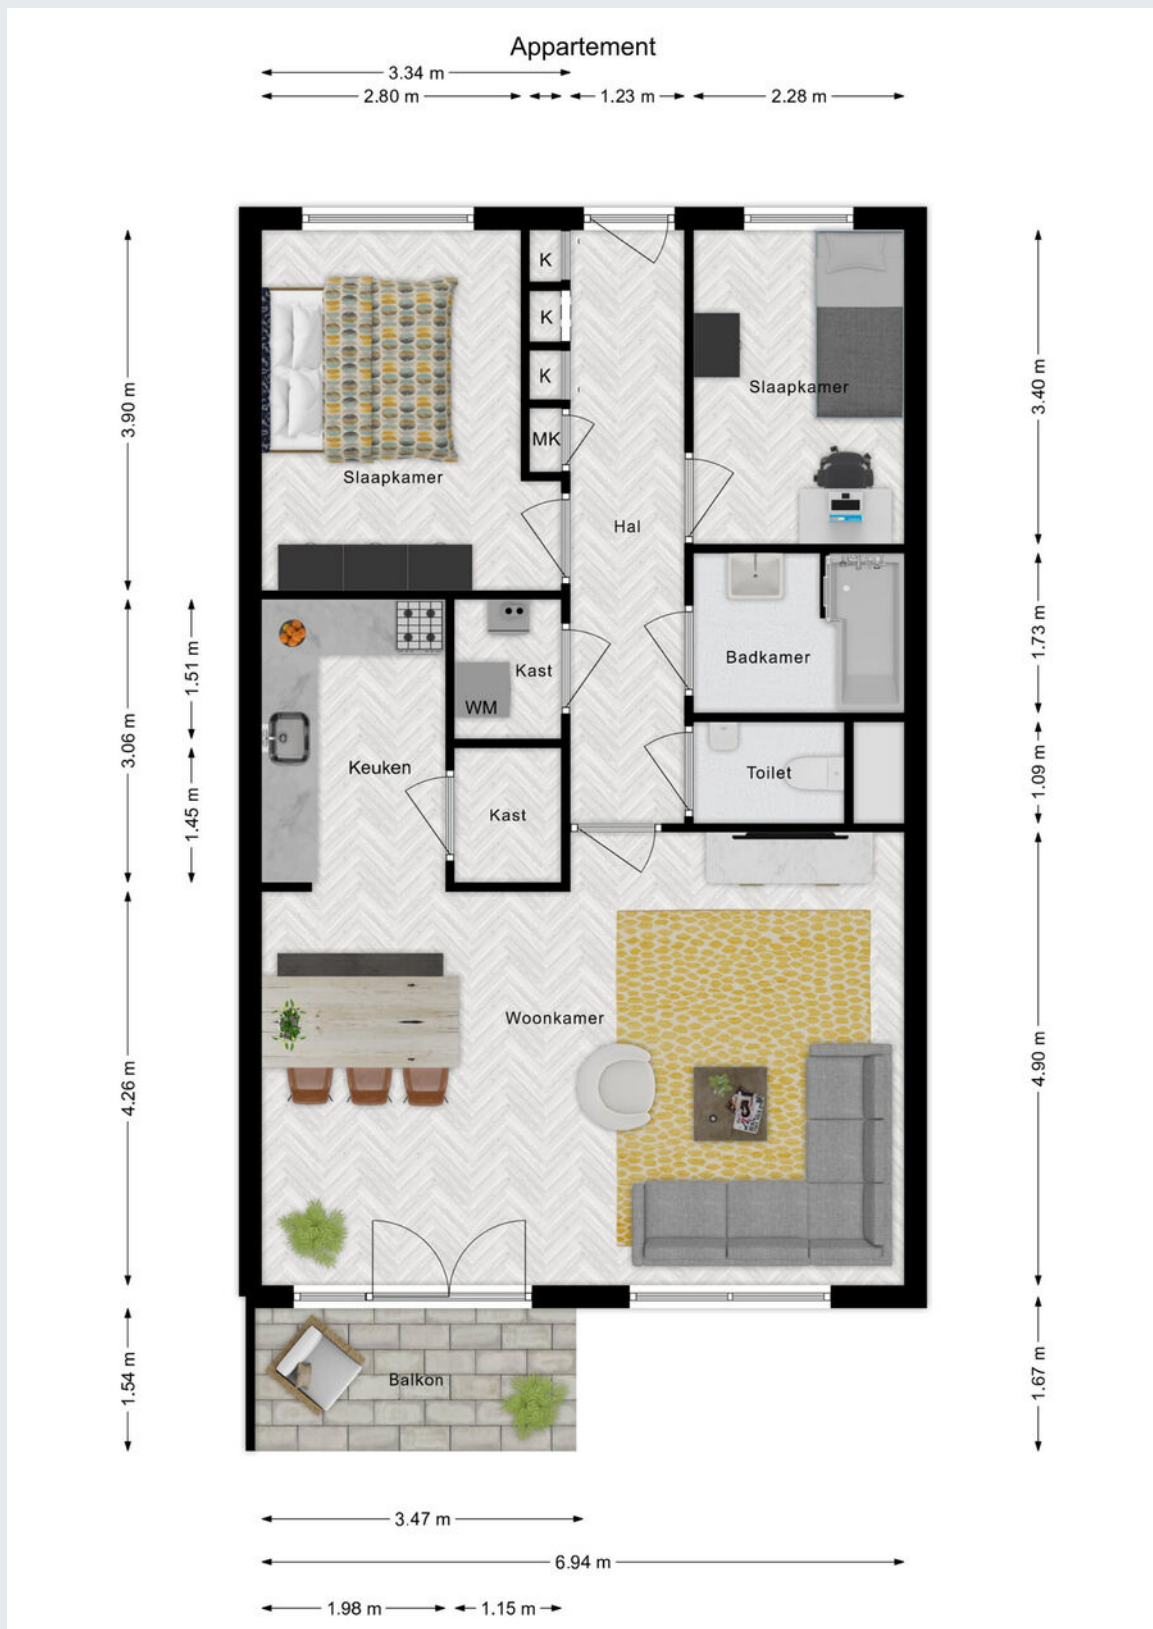 Appartement
3.34 m
2.80 m
1.23 m
2.28 m
K
K
K
MK
3.90 m
3.40 m
Slaapkamer
Slaapkamer
Hal
1.51 m
1.73 m
Badkamer
Kast
WM
3.06 m
Keuken
Toilet
1.09 m
1.45 m
Kast
Woonkamer
4.26 m
4.90 m
Balkon
1.54 m
1.67 m
3.47 m
6.94 m
1.98 m
1.15 m